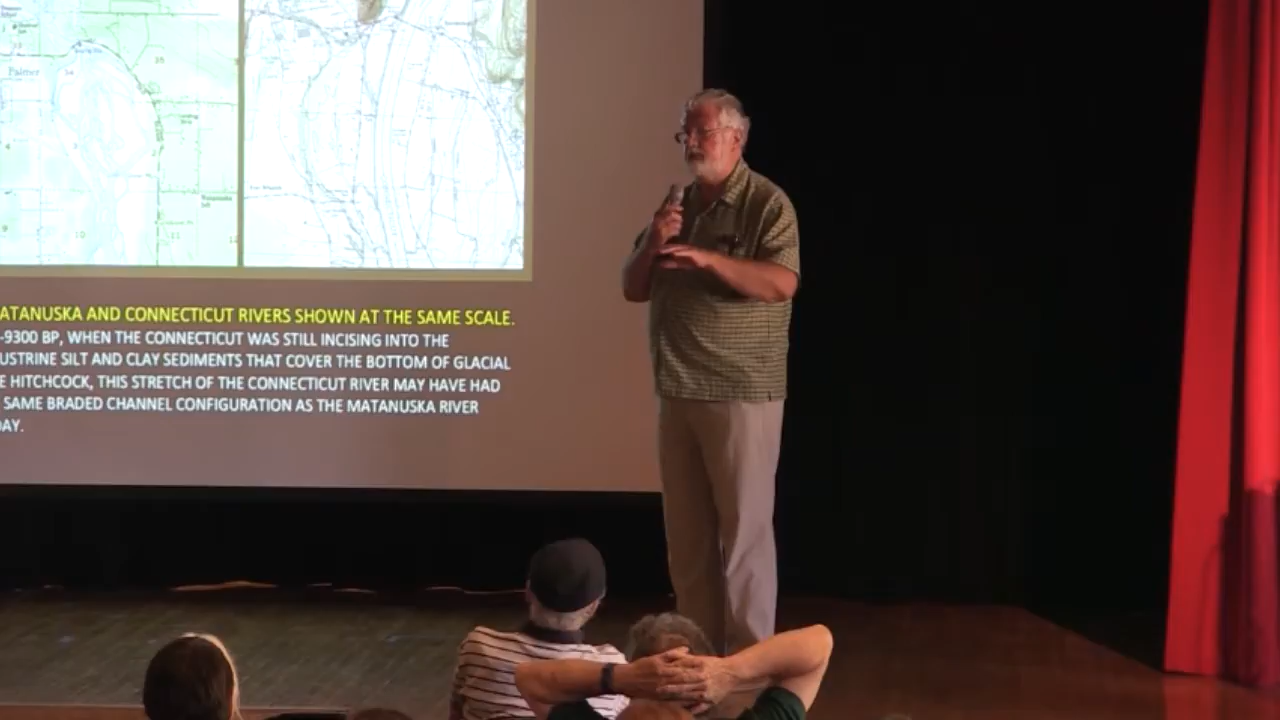 Palmer
ATANUSKA AND CONNECTICUT RIVERS SHOWN AT THE SAME SCALE.
-9300 BP, WHEN THE CONNECTICUT WAS STILL INCISING INTO THE
USTRINE SILT AND CLAY SEDIMENTS THAT COVER THE BOTTOM OF GLACIAL
E HITCHCOCK, THIS STRETCH OF THE CONNECTICUT RIVER MAY HAVE HAD
SAME BRADED CHANNEL CONFIGURATION AS THE MATANUSKA RIVER
DAY.